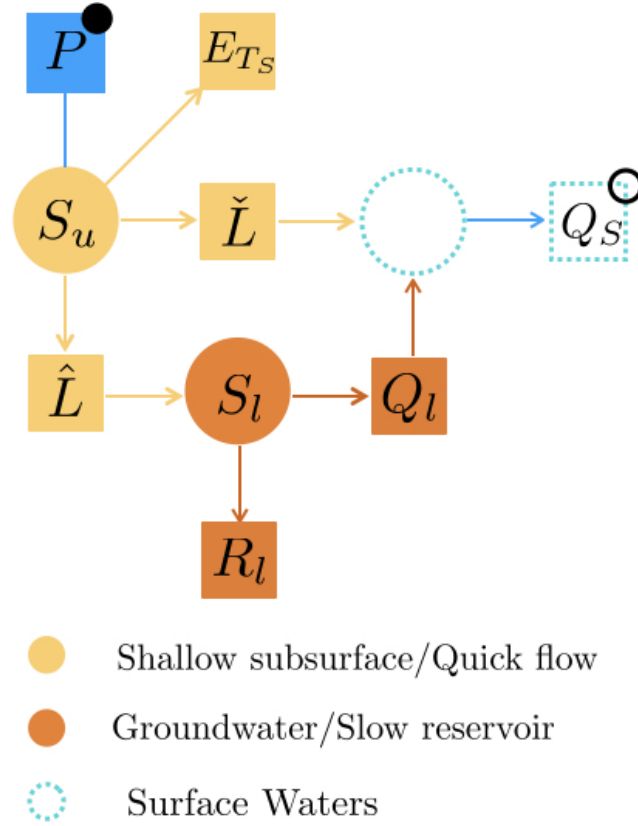 P
E_{T_S}
S_u
Ľ
Q_S
L̂
S_l
Q_l
R_l
Shallow subsurface/Quick flow
Groundwater/Slow reservoir
Surface Waters